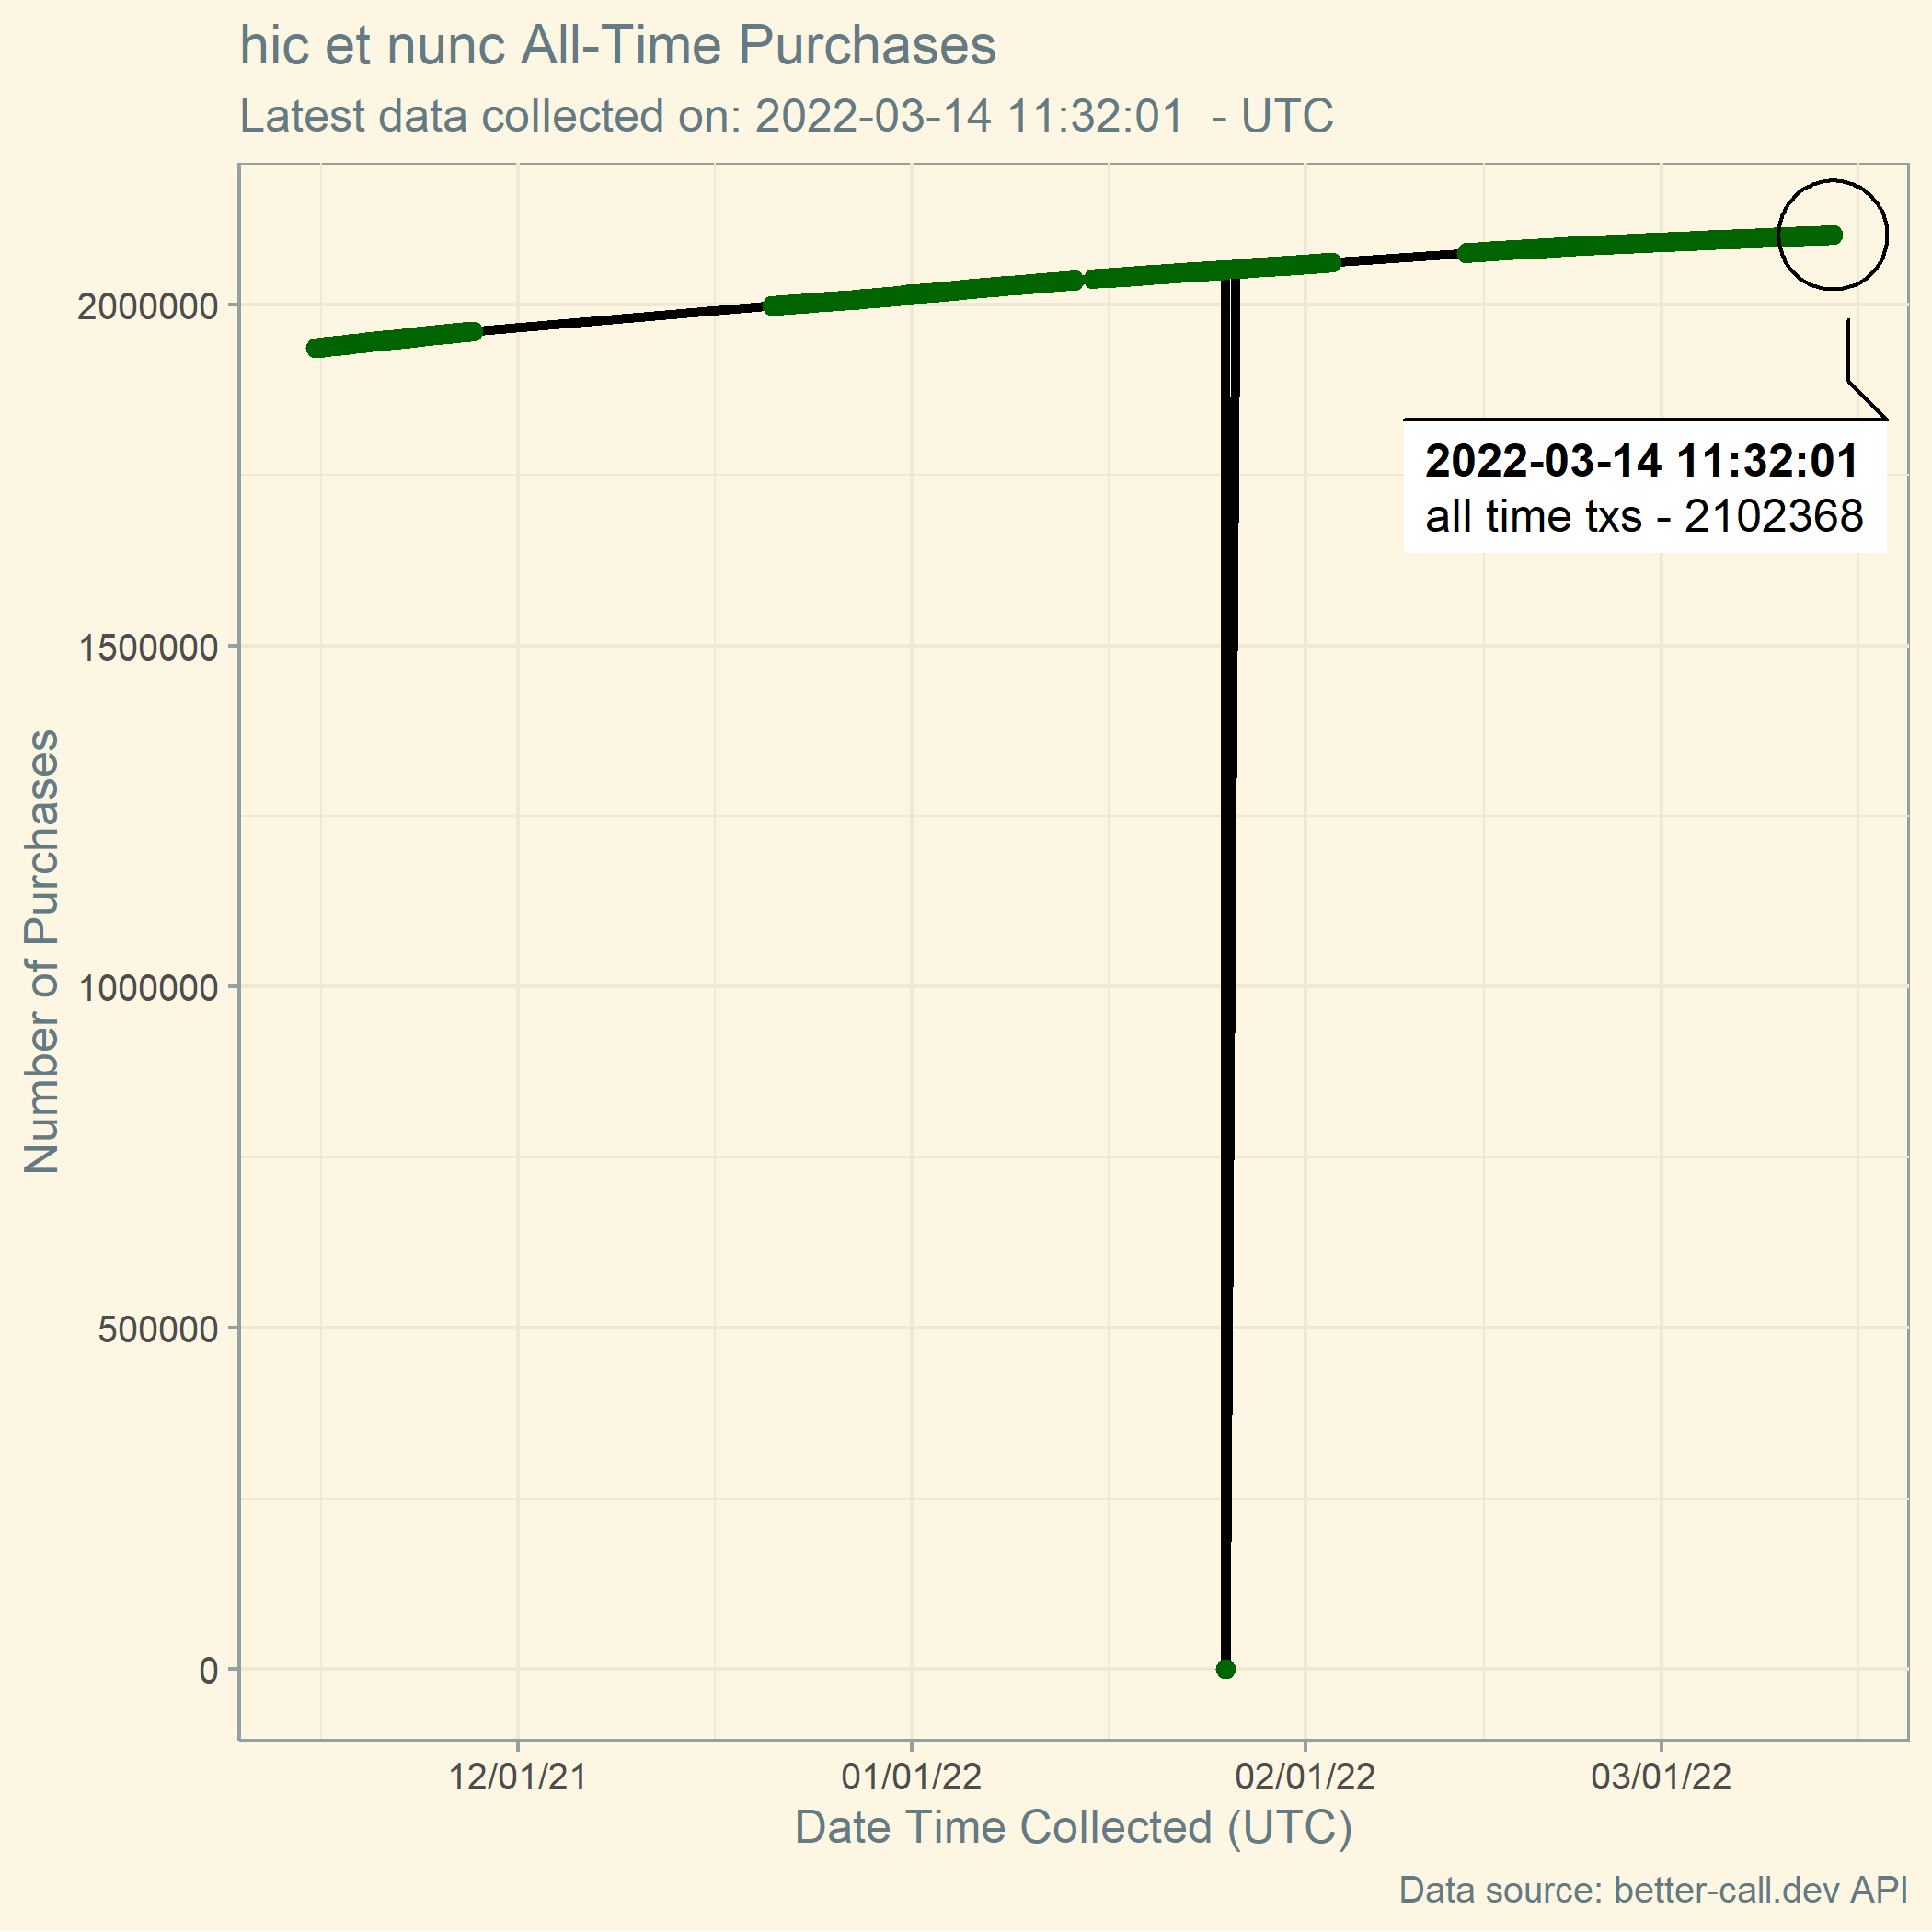 hic et nunc All-Time Purchases
Latest data collected on: 2022-03-14 11:32:01  - UTC
2000000
1500000
1000000
500000
0
Number of Purchases
2022-03-14 11:32:01
all time txs - 2102368
12/01/21
01/01/22
02/01/22
03/01/22
Date Time Collected (UTC)
Data source: better-call.dev API